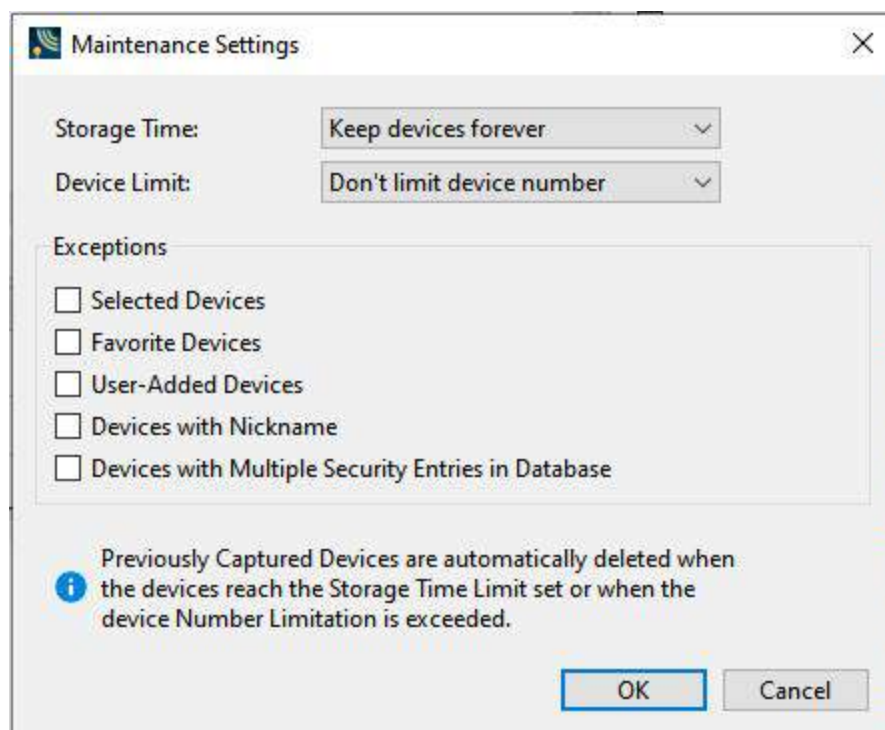 Maintenance Settings
Storage Time: Keep devices forever
Device Limit: Don't limit device number
Exceptions
Selected Devices
Favorite Devices
User-Added Devices
Devices with Nickname
Devices with Multiple Security Entries in Database
Previously Captured Devices are automatically deleted when
the devices reach the Storage Time Limit set or when the
device Number Limitation is exceeded.
OK Cancel